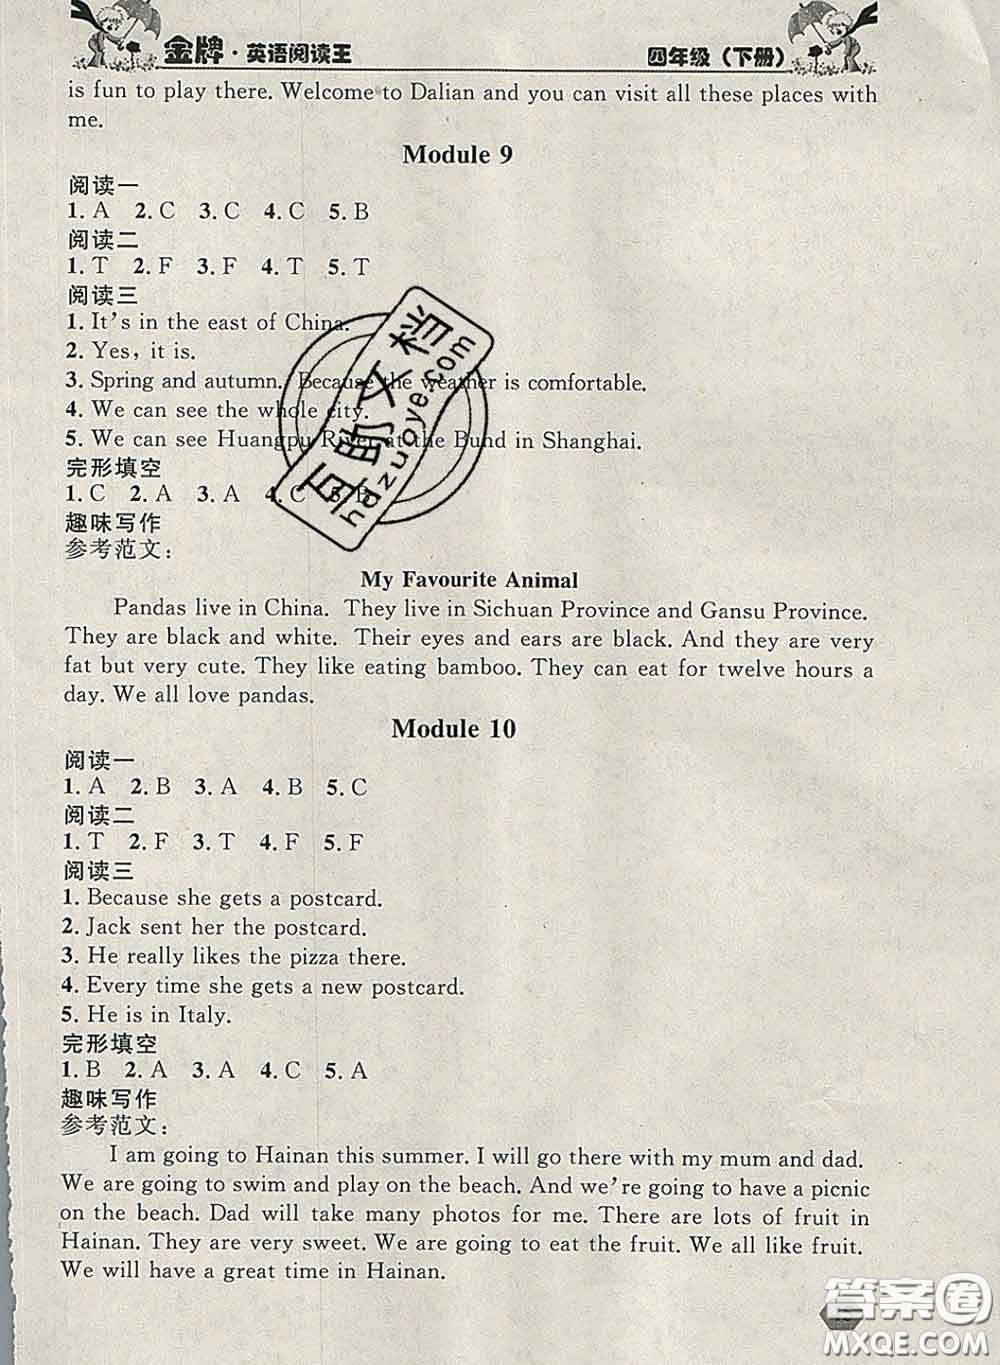 金牌·英语阅读王 四年级（下册）
is fun to play there. Welcome to Dalian and you can visit all these places with
me.
Module 9
阅读一
1. A 2. C 3. C 4. C 5. B
阅读二
1. T 2. F 3. F 4. T 5. T
阅读三
1. It's in the east of China.
2. Yes, it is.
3. Spring and autumn. Because the weather is comfortable.
4. We can see the whole city.
5. We can see Huangpu River at the Bund in Shanghai.
完形填空
1. C 2. A 3. A 4. C 5. B
趣味写作
参考范文：
My Favourite Animal
Pandas live in China. They live in Sichuan Province and Gansu Province.
They are black and white. Their eyes and ears are black. And they are very
fat but very cute. They like eating bamboo. They can eat for twelve hours a
day. We all love pandas.
Module 10
阅读一
1. A 2. B 3. A 4. B 5. C
阅读二
1. T 2. F 3. T 4. F 5. F
阅读三
1. Because she gets a postcard.
2. Jack sent her the postcard.
3. He really likes the pizza there.
4. Every time she gets a new postcard.
5. He is in Italy.
完形填空
1. B 2. A 3. A 4. C 5. A
趣味写作
参考范文：
I am going to Hainan this summer. I will go there with my mum and dad.
We are going to swim and play on the beach. And we're going to have a picnic
on the beach. Dad will take many photos for me. There are lots of fruit in
Hainan. They are very sweet. We are going to eat the fruit. We all like fruit.
We will have a great time in Hainan.
互助文档
hdzuoye.com
答案圈
MXQE.COM